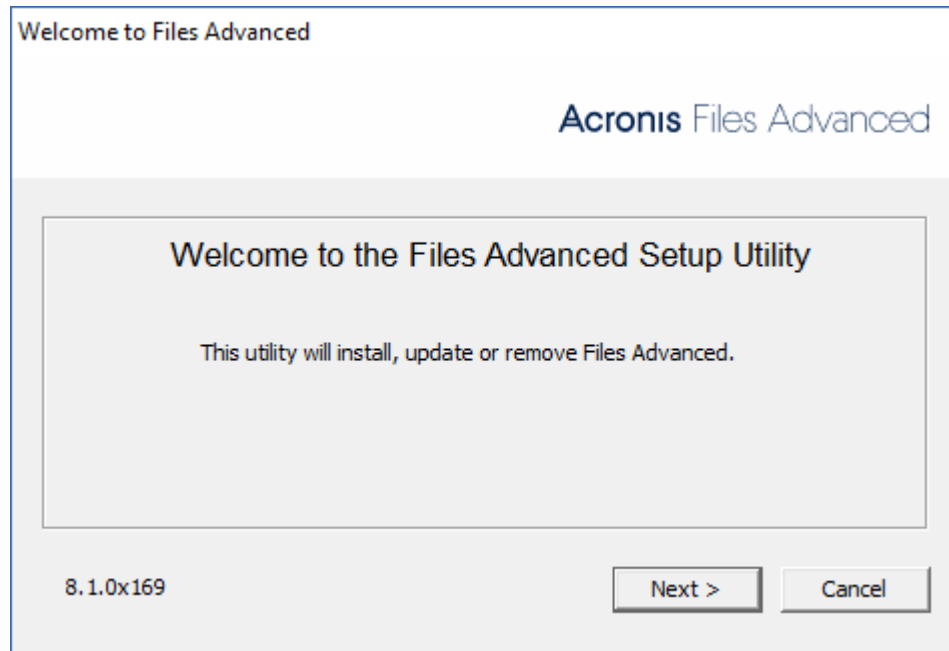 Welcome to Files Advanced
Acronis Files Advanced
Welcome to the Files Advanced Setup Utility
This utility will install, update or remove Files Advanced.
8.1.0x169
Next >
Cancel